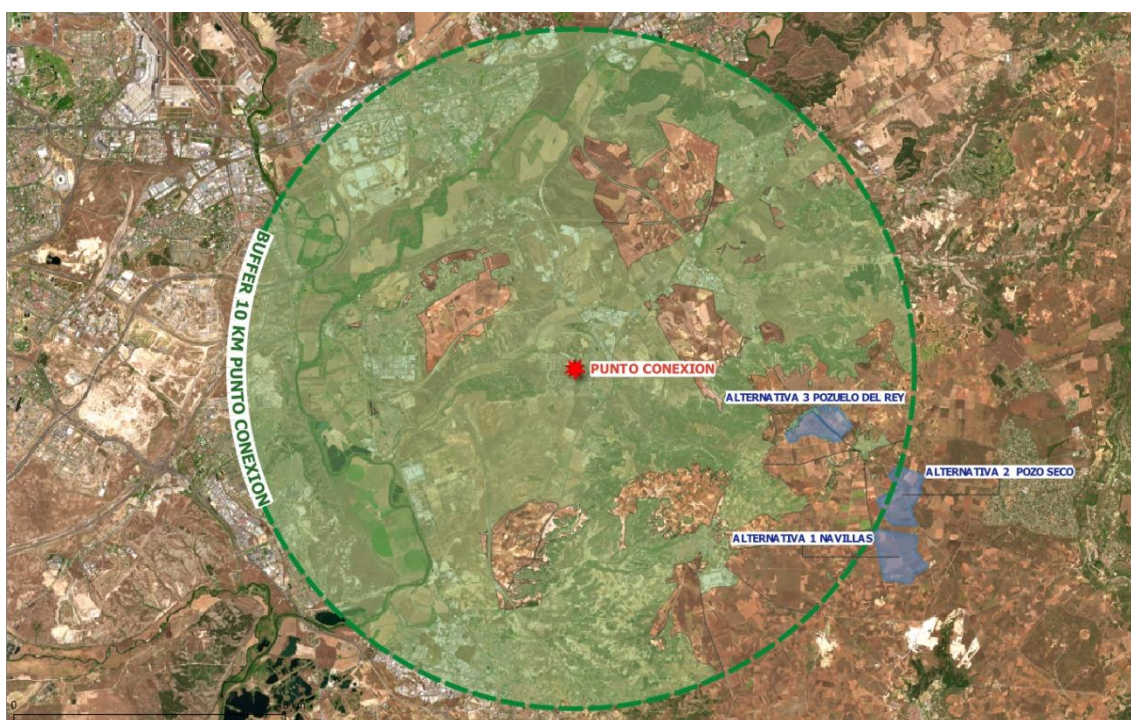 BUFFER 10 KM PUNTO CONEXION
PUNTO CONEXION
ALTERNATIVA 3 POZUELO DEL REY
ALTERNATIVA 2 POZO SECO
ALTERNATIVA 1 NAVILLAS
0